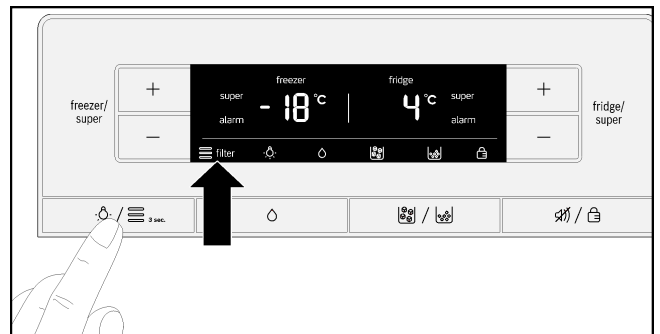 freezer/
super
+
−
freezer
super
alarm
-18 °C
fridge
4 °C
super
alarm
filter
+
−
fridge/
super
/ 3 sec.
/
/